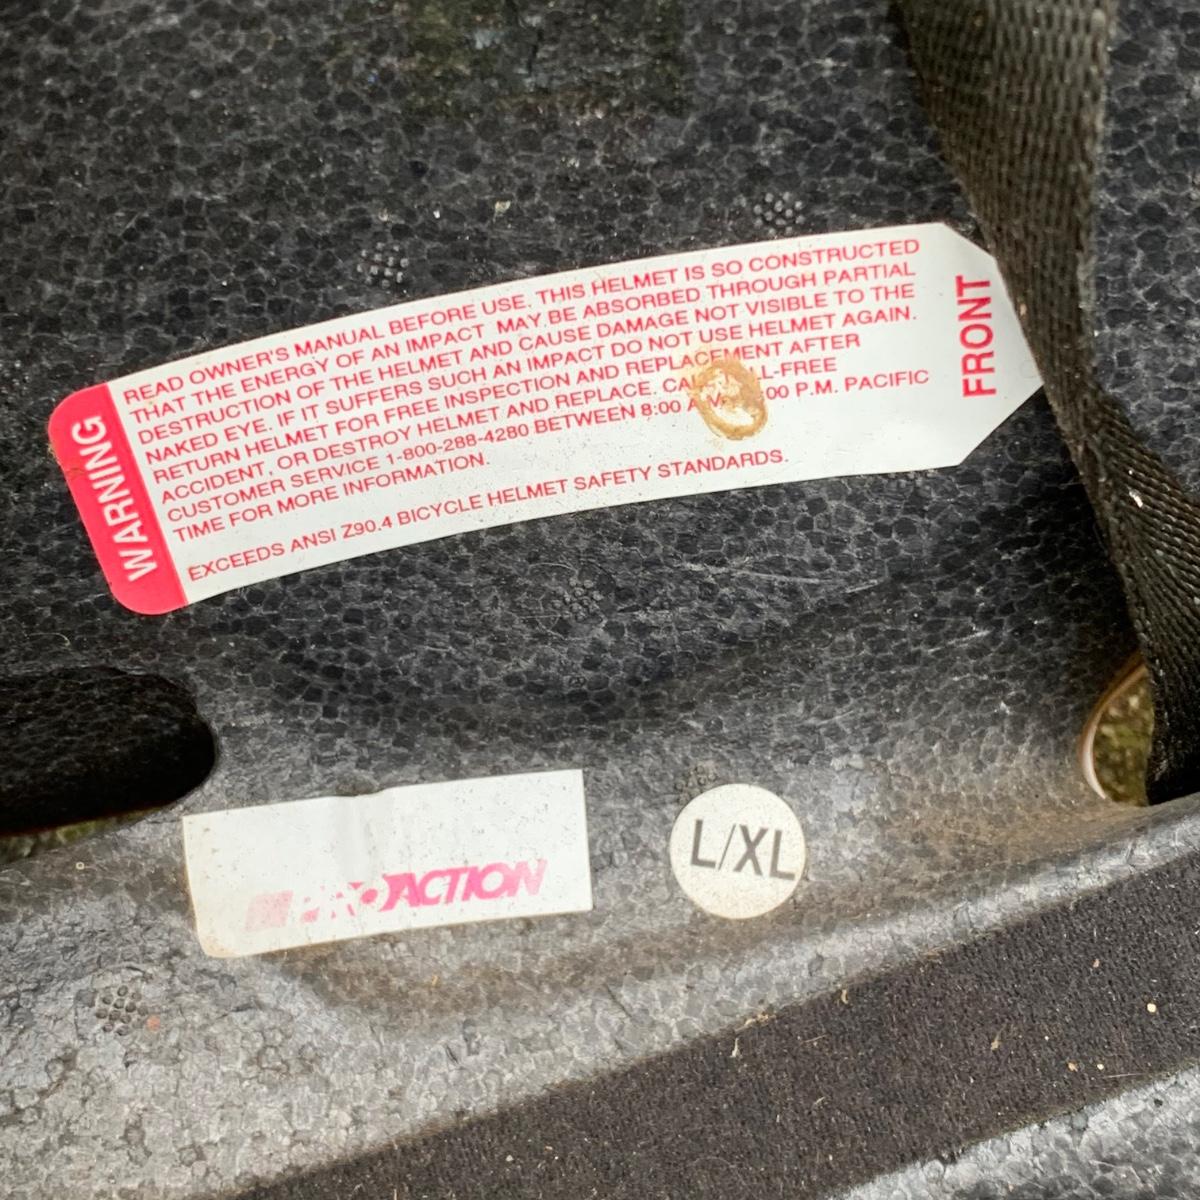 WARNING
READ OWNER'S MANUAL BEFORE USE. THIS HELMET IS SO CONSTRUCTED
THAT THE ENERGY OF AN IMPACT MAY BE ABSORBED THROUGH PARTIAL
DESTRUCTION OF THE HELMET AND CAUSE DAMAGE NOT VISIBLE TO THE
NAKED EYE. IF IT SUFFERS SUCH AN IMPACT DO NOT USE HELMET AGAIN.
RETURN HELMET FOR FREE INSPECTION AND REPLACEMENT AFTER
ACCIDENT, OR DESTROY HELMET AND REPLACE.
CUSTOMER SERVICE 1-800-288-4280 BETWEEN 8:00 P.M. PACIFIC
TIME FOR MORE INFORMATION.
EXCEEDS ANSI Z90.4 BICYCLE HELMET SAFETY STANDARDS.
FRONT
PRO•ACTION
L/XL